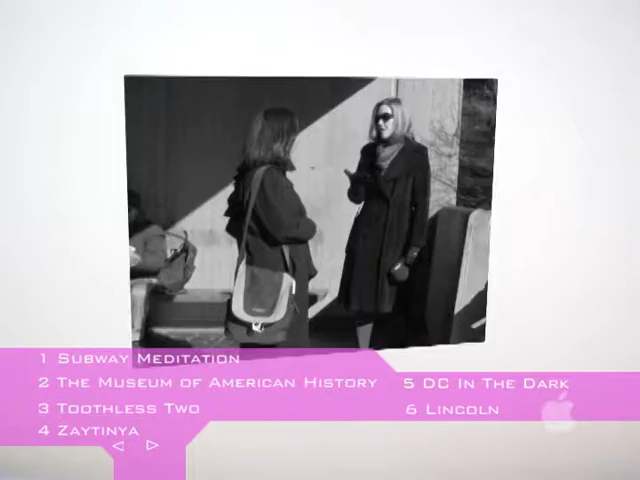 1 Subway Meditation
2 The Museum of American History
3 Toothless Two
4 Zaytinya
5 DC In The Dark
6 Lincoln